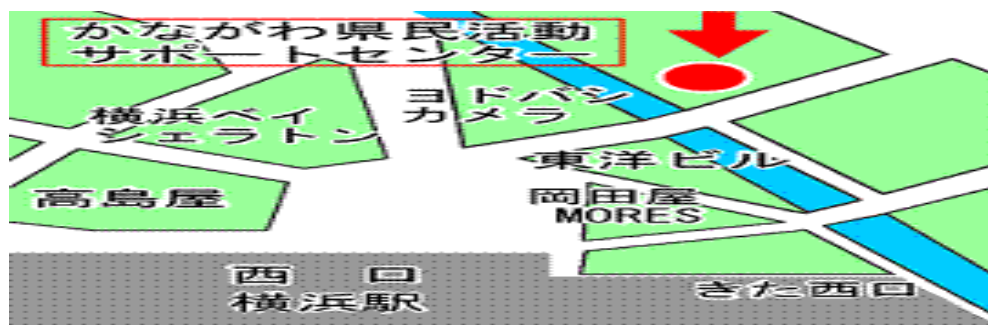 かながわ県民活動
サポートセンター
ヨドバシ
カメラ
横浜ベイ
シェラトン
東洋ビル
高島屋
岡田屋
MORES
西 口
横浜駅
きた西口